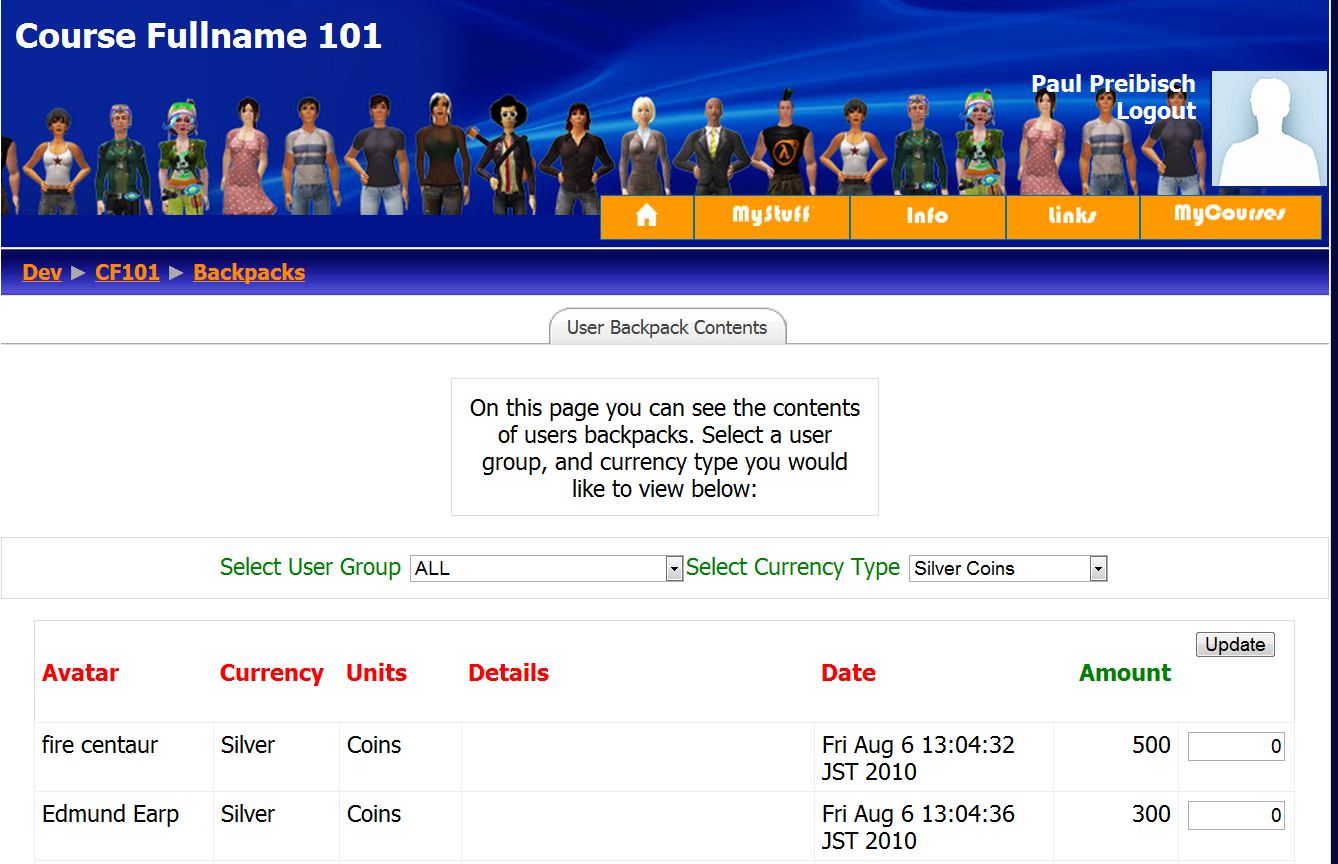 Course Fullname 101
Paul Preibisch
Logout
MyStuff Info Links MyCourses
Dev ► CF101 ► Backpacks
User Backpack Contents
On this page you can see the contents
of users backpacks. Select a user
group, and currency type you would
like to view below:
Select User Group ALL Select Currency Type Silver Coins
Update
Avatar Currency Units Details Date Amount
fire centaur Silver Coins Fri Aug 6 13:04:32 500 0
JST 2010
Edmund Earp Silver Coins Fri Aug 6 13:04:36 300 0
JST 2010